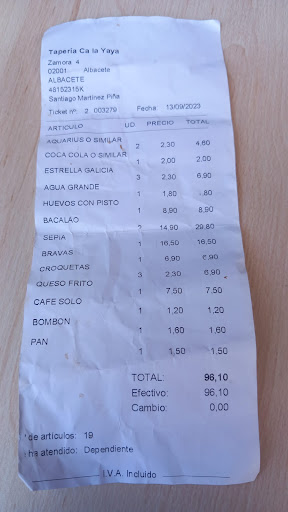 Taperia Ca la Yaya
Zamora 4
02001 Albacete
ALBACETE
49152315K
Santiago Martinez Piña
Ticket nº: 2 003279 Fecha: 13/09/2023
ARTICULO UD PRECIO TOTAL
AQUARIUS O SIMILAR 2 2,30 4,60
COCA COLA O SIMILAR 1 2,00 2,00
ESTRELLA GALICIA 3 2,30 6,90
AGUA GRANDE 1 1,80 1,80
HUEVOS CON PISTO 1 8,90 8,90
BACALAO 2 14,90 29,80
SEPIA 1 16,50 16,50
BRAVAS 1 6,90 6,90
CROQUETAS 3 2,30 6,90
QUESO FRITO 1 7,50 7,50
CAFE SOLO 1 1,20 1,20
BOMBON 1 1,60 1,60
PAN 1 1,50 1,50
TOTAL: 96,10
Efectivo: 96,10
Cambio: 0,00
de articulos: 19
ha atendido: Dependiente
I.V.A. Incluido